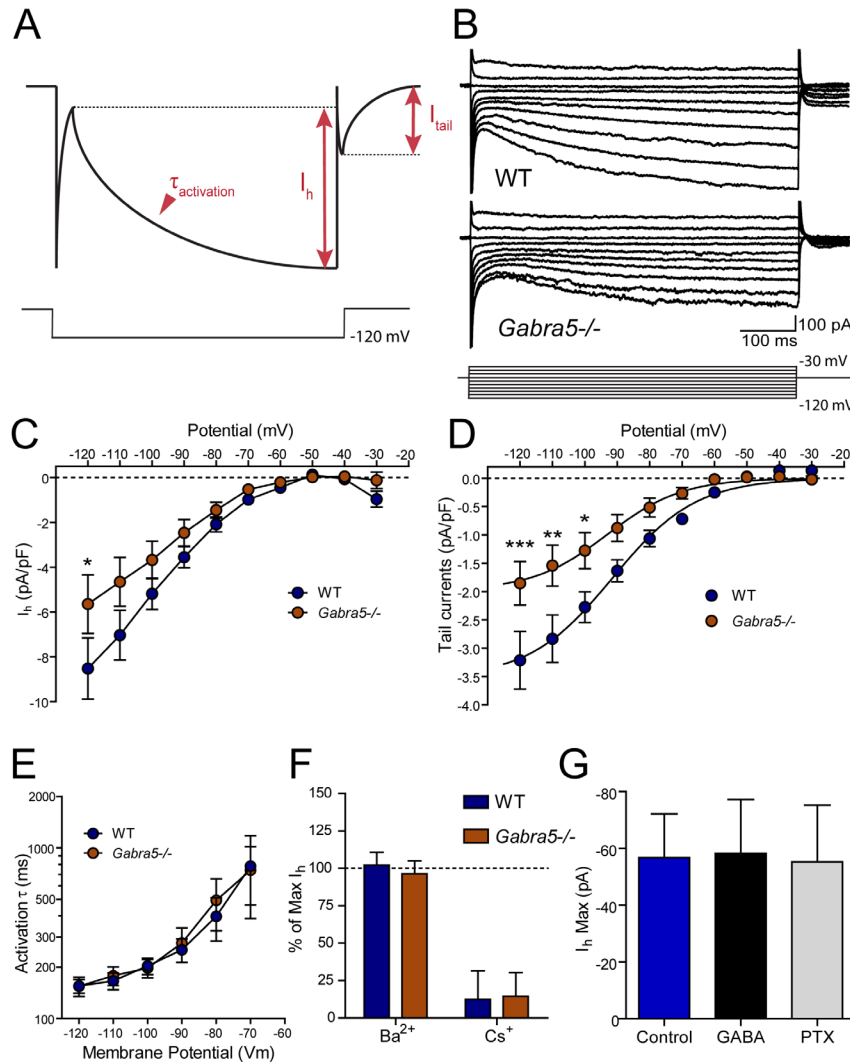 A
τactivation
Ih
Itail
-120 mV
B
WT
Gabra5-/-
100 pA
100 ms
-30 mV
-120 mV
C
Potential (mV)
-120 -110 -100 -90 -80 -70 -60 -50 -40 -30 -20
0
-2
-4
-6
-8
-10
Ih (pA/pF)
*
WT
Gabra5-/-
D
Potential (mV)
-120 -110 -100 -90 -80 -70 -60 -50 -40 -30 -20
0.0
-0.5
-1.0
-1.5
-2.0
-2.5
-3.0
-3.5
-4.0
Tail currents (pA/pF)
*** ** *
WT
Gabra5-/-
E
2000
1000
500
300
200
100
Activation τ (ms)
WT
Gabra5-/-
-120 -110 -100 -90 -80 -70 -60
Membrane Potential (Vm)
F
150
125
100
75
50
25
0
% of Max Ih
WT
Gabra5-/-
Ba2+ Cs+
G
-80
-60
-40
-20
0
Ih Max (pA)
Control GABA PTX